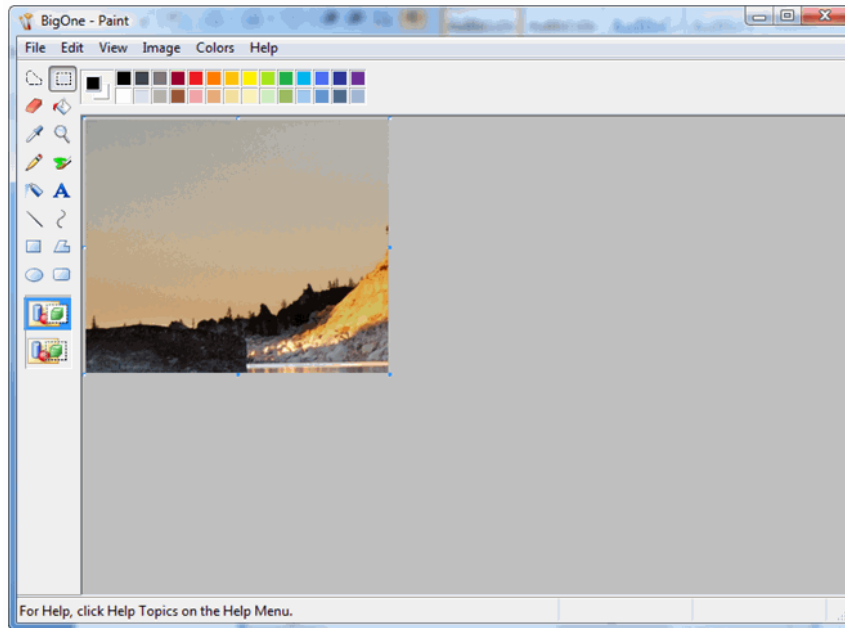 BigOne - Paint
File Edit View Image Colors Help
A
For Help, click Help Topics on the Help Menu.